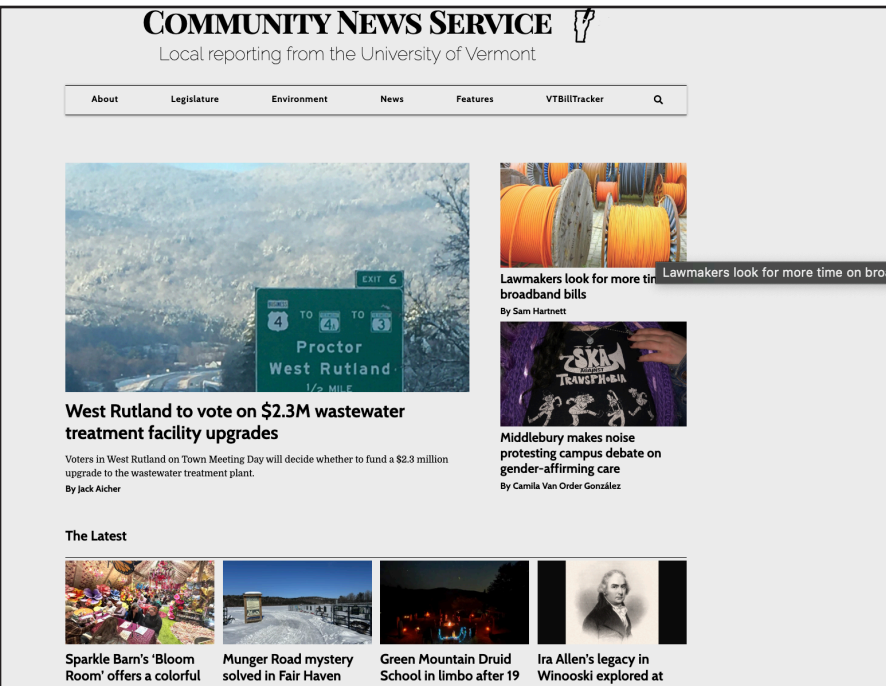 COMMUNITY NEWS SERVICE
Local reporting from the University of Vermont
About Legislature Environment News Features VTBillTracker
EXIT 6
BUSINESS
4 TO 4A TO 3
Proctor
West Rutland
1/2 MILE
West Rutland to vote on $2.3M wastewater
treatment facility upgrades
Voters in West Rutland on Town Meeting Day will decide whether to fund a $2.3 million
upgrade to the wastewater treatment plant.
By Jack Aicher
Lawmakers look for more
broadband bills
By Sam Hartnett
Lawmakers look for more time on
SKA
AGAINST
TRANSPHOBIA
Middlebury makes noise
protesting campus debate on
gender-affirming care
By Camila Van Order González
The Latest
Sparkle Barn's ‘Bloom
Room’ offers a colorful
Munger Road mystery
solved in Fair Haven
Green Mountain Druid
School in limbo after 19
Ira Allen's legacy in
Winooski explored at